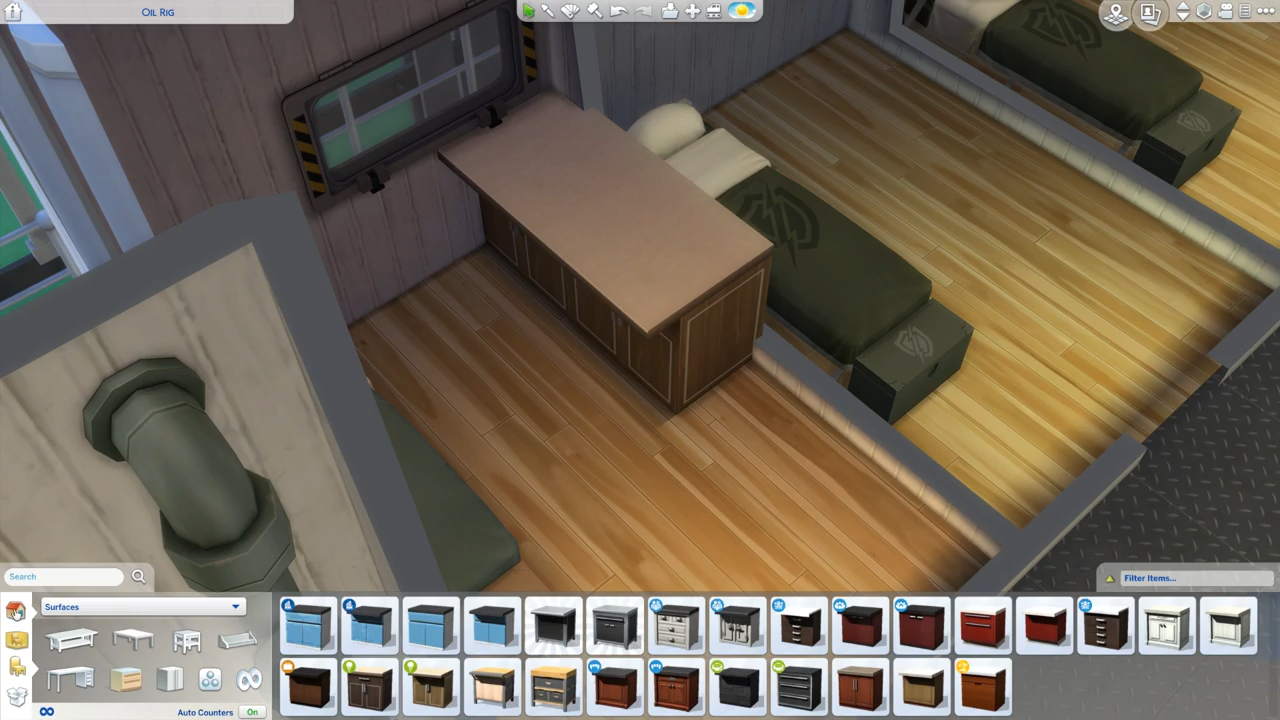 OIL RIG
Search
Filter Items...
Surfaces
Auto Counters
On